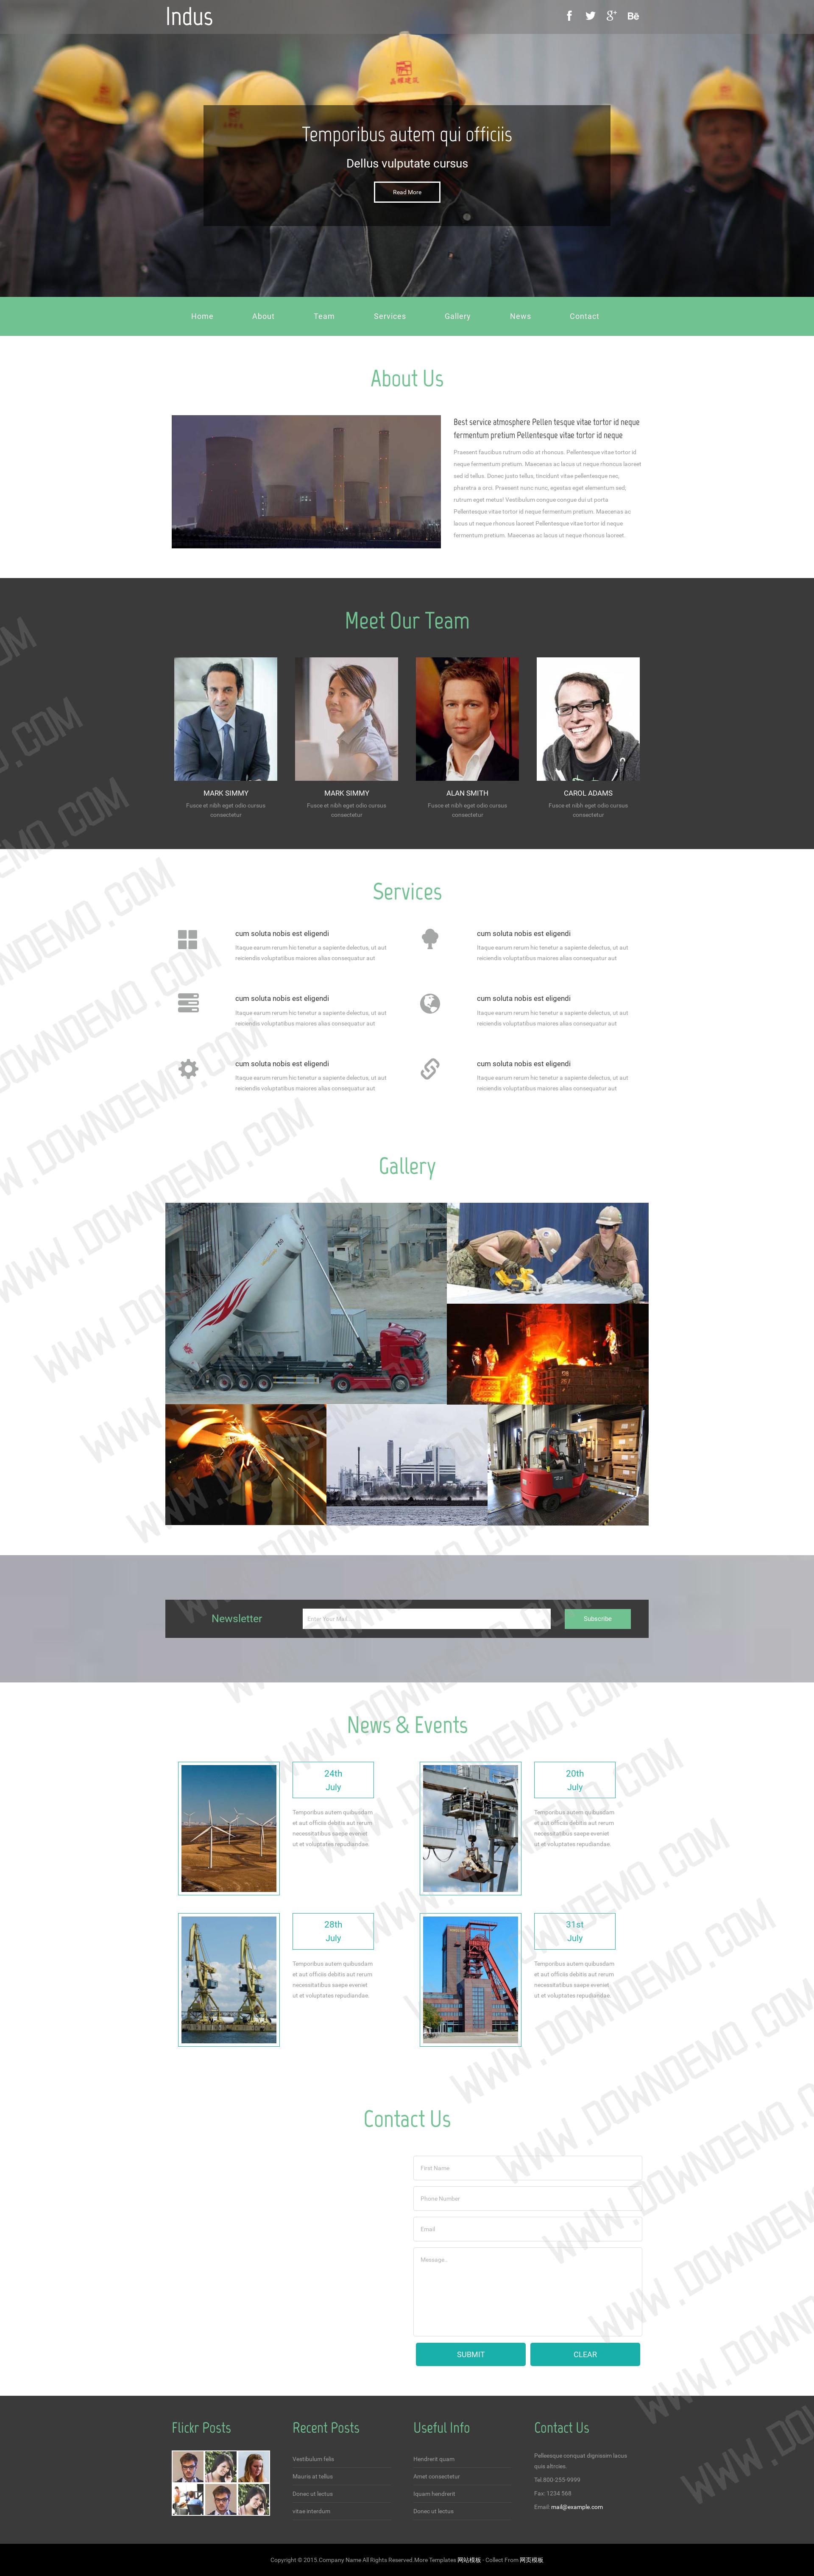 Indus
Bē
晶輝建筑
Temporibus autem qui officiis
Dellus vulputate cursus
Read More
Home
About
Team
Services
Gallery
News
Contact
About Us
Best service atmosphere Pellen tesque vitae tortor id neque
fermentum pretium Pellentesque vitae tortor id neque
Praesent faucibus rutrum odio at rhoncus. Pellentesque vitae tortor id
neque fermentum pretium. Maecenas ac lacus ut neque rhoncus laoreet
sed id tellus. Donec justo tellus, tincidunt vitae pellentesque nec,
pharetra a orci. Praesent nunc nunc, egestas eget elementum sed,
rutrum eget metus! Vestibulum congue congue dui ut porta
Pellentesque vitae tortor id neque fermentum pretium. Maecenas ac
lacus ut neque rhoncus laoreet.Pellentesque vitae tortor id neque
fermentum pretium. Maecenas ac lacus ut neque rhoncus laoreet.
Meet Our Team
MARK SIMMY
Fusce et nibh eget odio cursus
consectetur
MARK SIMMY
Fusce et nibh eget odio cursus
consectetur
ALAN SMITH
Fusce et nibh eget odio cursus
consectetur
CAROL ADAMS
Fusce et nibh eget odio cursus
consectetur
Services
cum soluta nobis est eligendi
Itaque earum rerum hic tenetur a sapiente delectus, ut aut
reiciendis voluptatibus maiores alias consequatur aut
cum soluta nobis est eligendi
Itaque earum rerum hic tenetur a sapiente delectus, ut aut
reiciendis voluptatibus maiores alias consequatur aut
cum soluta nobis est eligendi
Itaque earum rerum hic tenetur a sapiente delectus, ut aut
reiciendis voluptatibus maiores alias consequatur aut
cum soluta nobis est eligendi
Itaque earum rerum hic tenetur a sapiente delectus, ut aut
reiciendis voluptatibus maiores alias consequatur aut
cum soluta nobis est eligendi
Itaque earum rerum hic tenetur a sapiente delectus, ut aut
reiciendis voluptatibus maiores alias consequatur aut
cum soluta nobis est eligendi
Itaque earum rerum hic tenetur a sapiente delectus, ut aut
reiciendis voluptatibus maiores alias consequatur aut
Gallery
Newsletter
Enter Your Mail...
Subscribe
News & Events
24th
July
Temporibus autem quibusdam
et aut officiis debitis aut rerum
necessitatibus saepe eveniet
ut et voluptates repudiandae.
20th
July
Temporibus autem quibusdam
et aut officiis debitis aut rerum
necessitatibus saepe eveniet
ut et voluptates repudiandae.
28th
July
Temporibus autem quibusdam
et aut officiis debitis aut rerum
necessitatibus saepe eveniet
ut et voluptates repudiandae.
31st
July
Temporibus autem quibusdam
et aut officiis debitis aut rerum
necessitatibus saepe eveniet
ut et voluptates repudiandae.
Contact Us
First Name
Phone Number
Email
Message..
SUBMIT
CLEAR
Flickr Posts
Recent Posts
Vestibulum felis
Mauris at tellus
Donec ut lectus
vitae interdum
Useful Info
Hendrerit quam
Amet consectetur
Iquam hendrerit
Donec ut lectus
Contact Us
Pellesnque conquat dignissim lacus
quis altrcies.
Tel.800-255-9999
Fax: 1234 568
Email: mail@example.com
Copyright © 2015.Company Name All Rights Reserved.More Templates 网站模板 - Collect From 网页模板
WWW.DOWNDEMO.COM